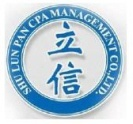 SHU LUN PAN CPA MANAGEMENT CO.,LTD
立信